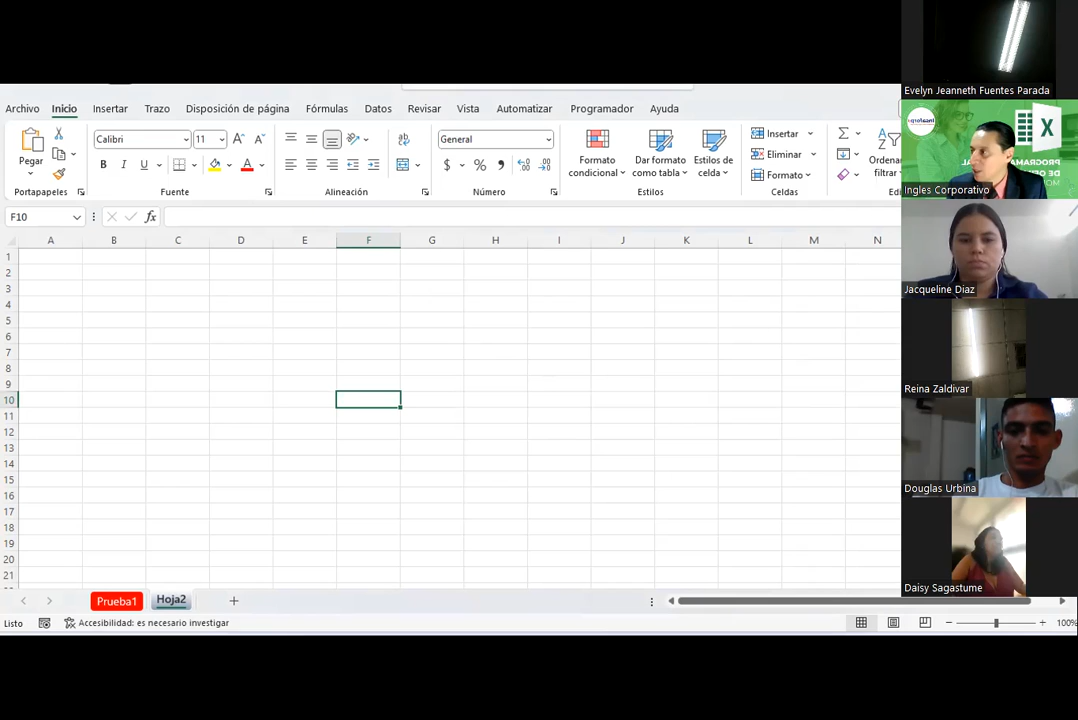 Archivo Inicio Insertar Trazo Disposición de página Fórmulas Datos Revisar Vista Automatizar Programador Ayuda
Pegar
Portapapeles
Calibri 11
Fuente
Alineación
General
Número
Formato condicional
Dar formato como tabla
Estilos de celda
Estilos
Insertar
Eliminar
Formato
Celdas
Ordenar
filtrar
F10
fx
A B C D E F G H I J K L M N
1
2
3
4
5
6
7
8
9
10
11
12
13
14
15
16
17
18
19
20
21
Prueba1 Hoja2
Listo Accesibilidad: es necesario investigar 100%
Evelyn Jeanneth Fuentes Parada
Ingles Corporativo
Jacqueline Diaz
Reina Zaldivar
Douglas Urbina
Daisy Sagastume